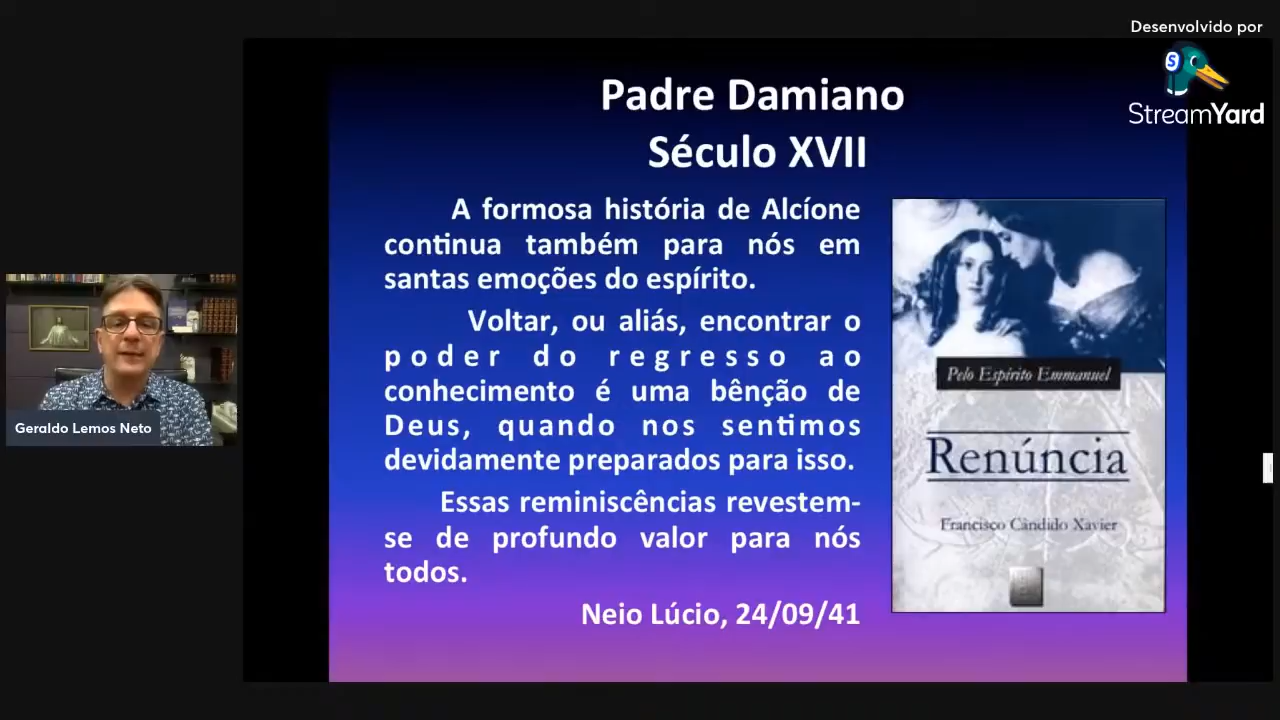 Desenvolvido por
StreamYard
Padre Damiano
Século XVII
A formosa história de Alcíone
continua também para nós em
santas emoções do espírito.
Voltar, ou aliás, encontrar o
poder do regresso ao
conhecimento é uma bênção de
Deus, quando nos sentimos
devidamente preparados para isso.
Essas reminiscências revestem-
se de profundo valor para nós
todos.
Neio Lúcio, 24/09/41
Pelo Espírito Emmanuel
Renúncia
Francisco Cândido Xavier
Geraldo Lemos Neto